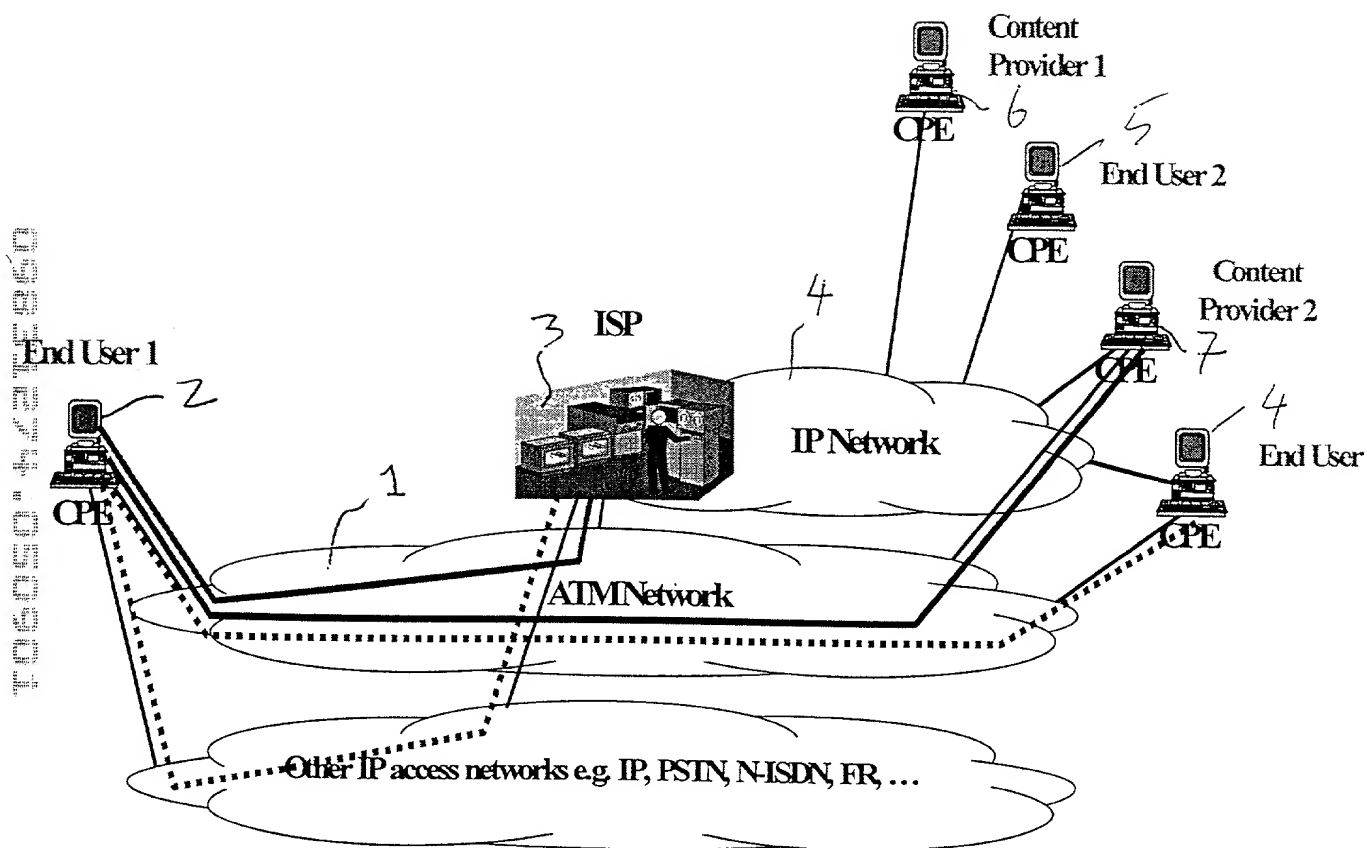 Content
Provider 1
6
CPE
5
End User 2
CPE
Content
Provider 2
7
CPE
4
ISP
3
End User 1
2
CPE
IP Network
4
End User
CPE
1
ATM Network
Other IP access networks e.g. IP, PSTN, N-ISDN, FR, …